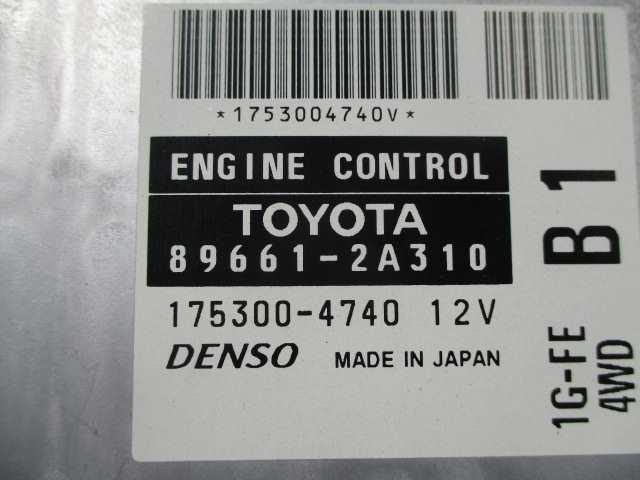 *1753004740V*
ENGINE CONTROL
TOYOTA
89661-2A310
175300-4740 12V
DENSO MADE IN JAPAN
B1
1G-FE
4WD